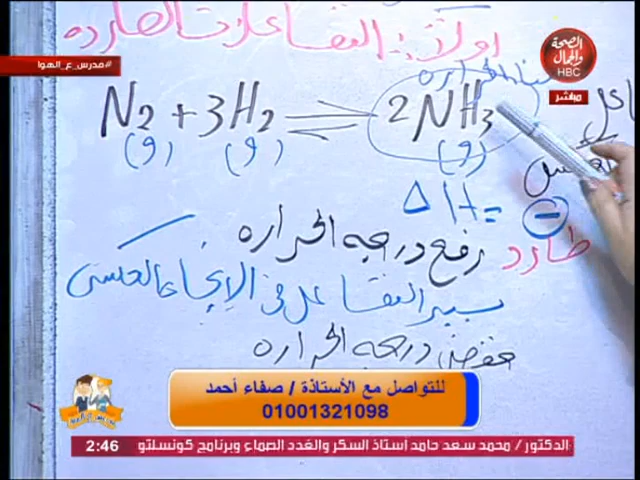 اولاً: التفاعلات الطارده
#مدرس_ع_الهوا
الصحة والجمال
HBC
مباشر
N2 + 3H2 ⇌ 2NH3
(و) (و) (و)
ΔH = -
طارد رفع درجه الحراره
يسير التفاعل فى الإتجاه العكسى
خفض درجه الحراره
للتواصل مع الأستاذة / صفاء أحمد
01001321098
2:46 الدكتور / محمد سعد حامد أستاذ السكر والغدد الصماء وبرنامج كونسلتو